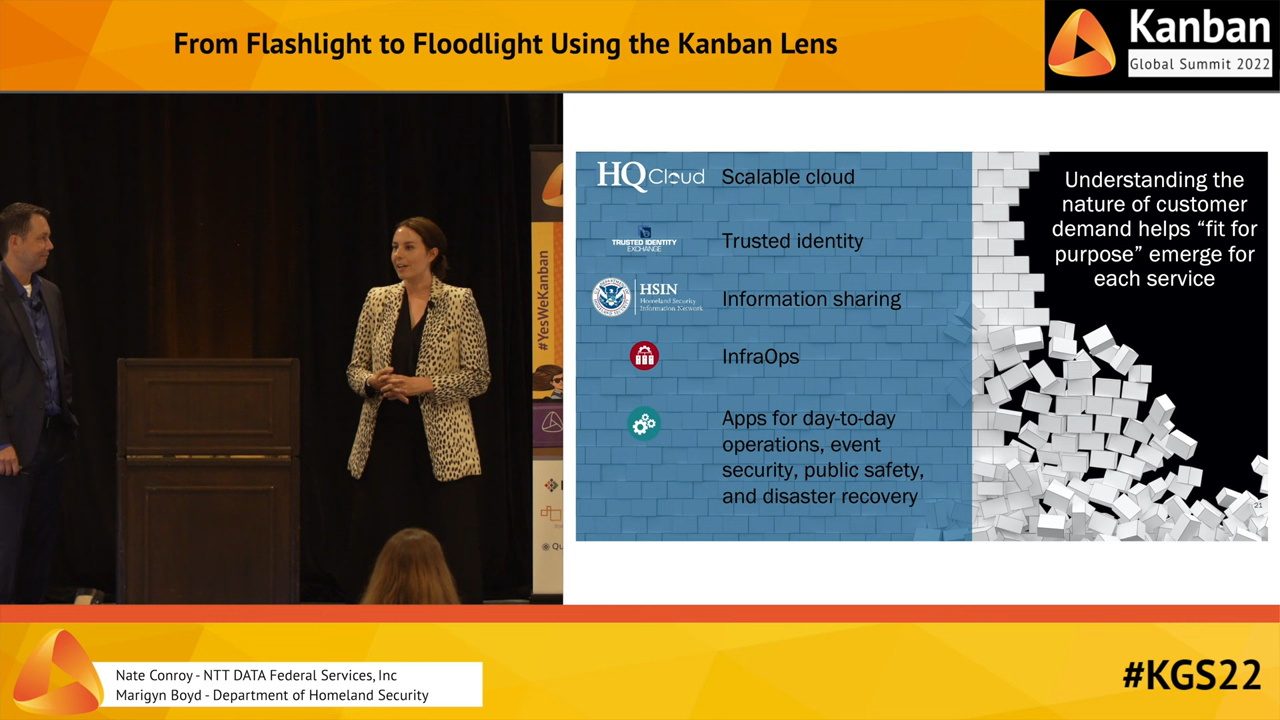 From Flashlight to Floodlight Using the Kanban Lens
Kanban
Global Summit 2022
#YesWeKanban
HQ Cloud
Scalable cloud
TRUSTED IDENTITY
EXCHANGE
Trusted identity
HSIN
Homeland Security
Information Network
Information sharing
InfraOps
Apps for day-to-day
operations, event
security, public safety,
and disaster recovery
Understanding the
nature of customer
demand helps “fit for
purpose” emerge for
each service
21
Nate Conroy - NTT DATA Federal Services, Inc
Marigyn Boyd - Department of Homeland Security
#KGS22